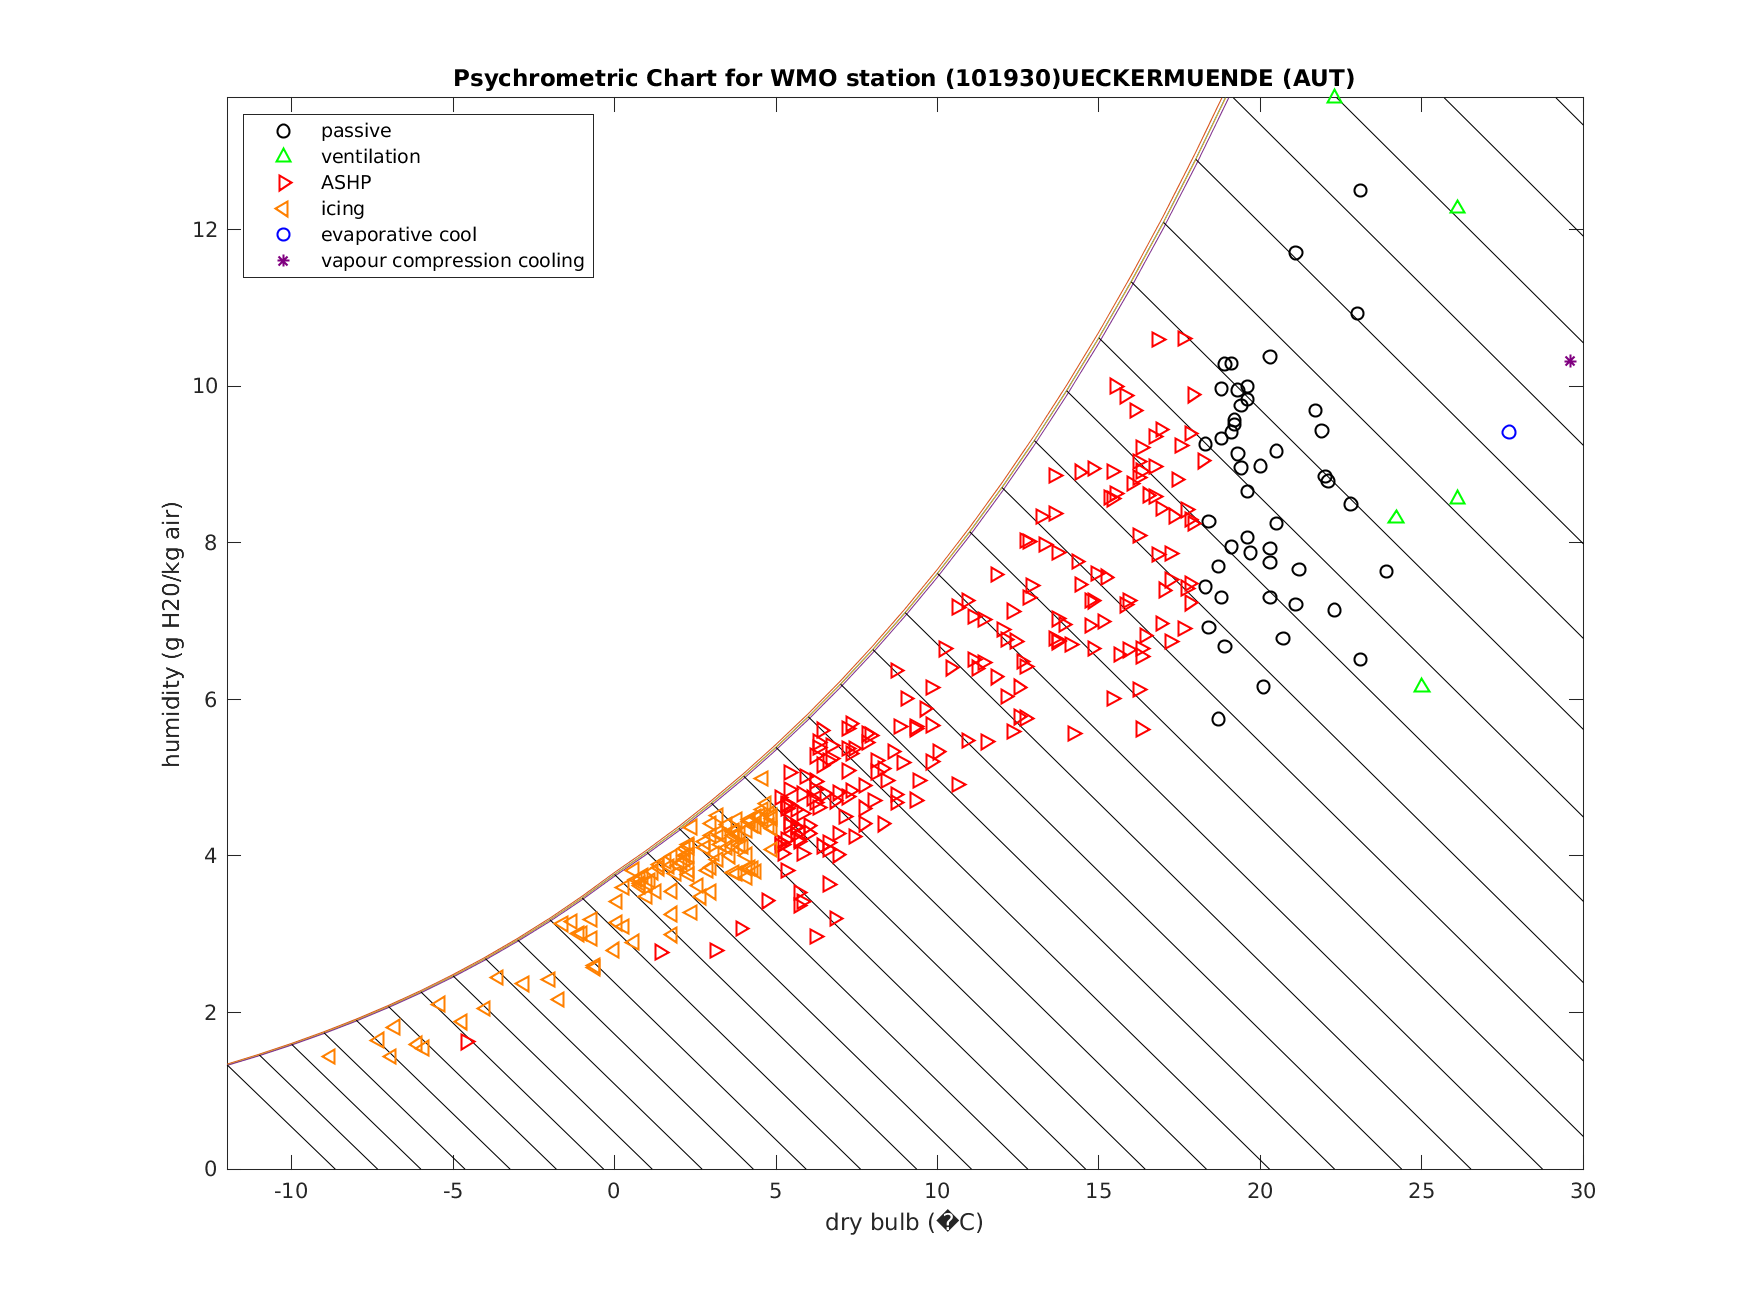 Psychrometric Chart for WMO station (101930)UECKERMUENDE (AUT)
passive
ventilation
ASHP
icing
evaporative cool
vapour compression cooling
humidity (g H20/kg air)
12
10
8
6
4
2
0
-10 -5 0 5 10 15 20 25 30
dry bulb (�C)